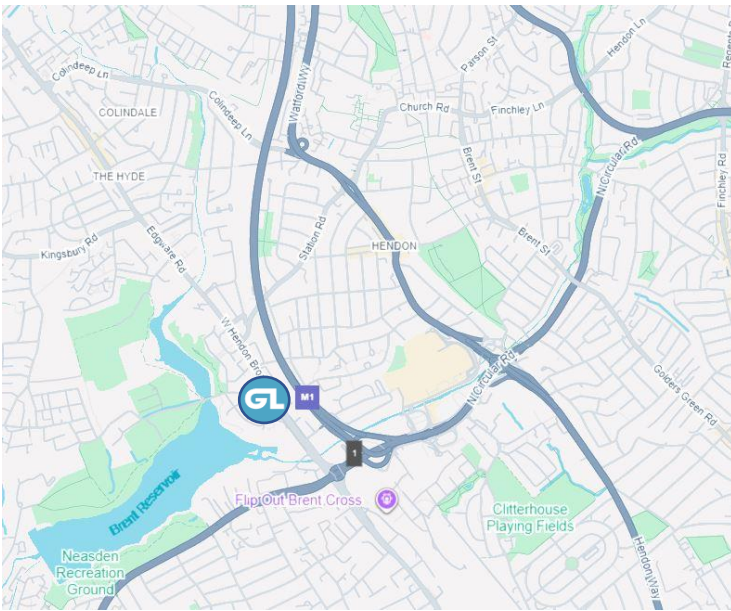 Colindeep Ln
Colindeep Ln
COLINDALE
THE HYDE
Kingsbury Rd
Edgware Rd
Watford Wy
Parson St
Hendon Ln
Church Rd
Finchley Ln
Brent St
N Circular Rd
Finchley Rd
Station Rd
HENDON
Brent St
W Hendon Bro
GL
M1
N Circular Rd
Golders Green Rd
1
Brent Reservoir
Flip Out Brent Cross
Clitterhouse
Playing Fields
Neasden
Recreation
Ground
Hendon Way